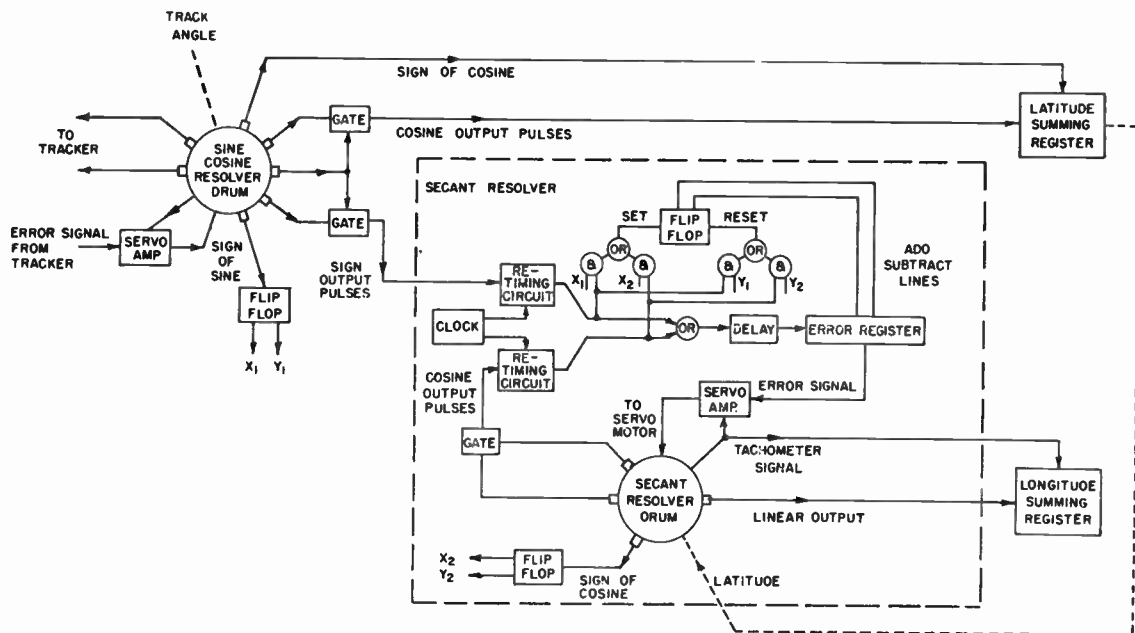 TRACK
ANGLE
SIGN OF COSINE
GATE
COSINE OUTPUT PULSES
LATITUDE
SUMMING
REGISTER
TO
TRACKER
SINE
COSINE
RESOLVER
DRUM
SECANT RESOLVER
GATE
ERROR SIGNAL
FROM
TRACKER
SERVO
AMP
SIGN
OF
SINE
SIGN
OUTPUT
PULSES
FLIP
FLOP
X1 Y1
SET
FLIP
FLOP
RESET
OR
OR
&
&
&
&
X1
X2
Y1
Y2
ADD
SUBTRACT
LINES
RE-
TIMING
CIRCUIT
CLOCK
OR
DELAY
ERROR REGISTER
RE-
TIMING
CIRCUIT
COSINE
OUTPUT
PULSES
ERROR SIGNAL
SERVO
AMP.
TO
SERVO
MOTOR
GATE
TACHOMETER
SIGNAL
SECANT
RESOLVER
DRUM
LINEAR OUTPUT
LONGITUDE
SUMMING
REGISTER
X2
Y2
FLIP
FLOP
SIGN OF
COSINE
LATITUDE